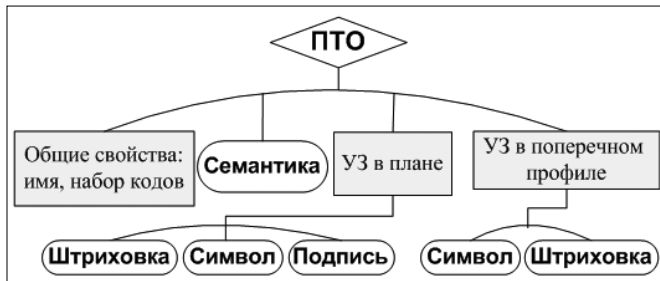 ПТО
Общие свойства:
имя, набор кодов
Семантика
УЗ в плане
УЗ в поперечном
профиле
Штриховка
Символ
Подпись
Символ
Штриховка